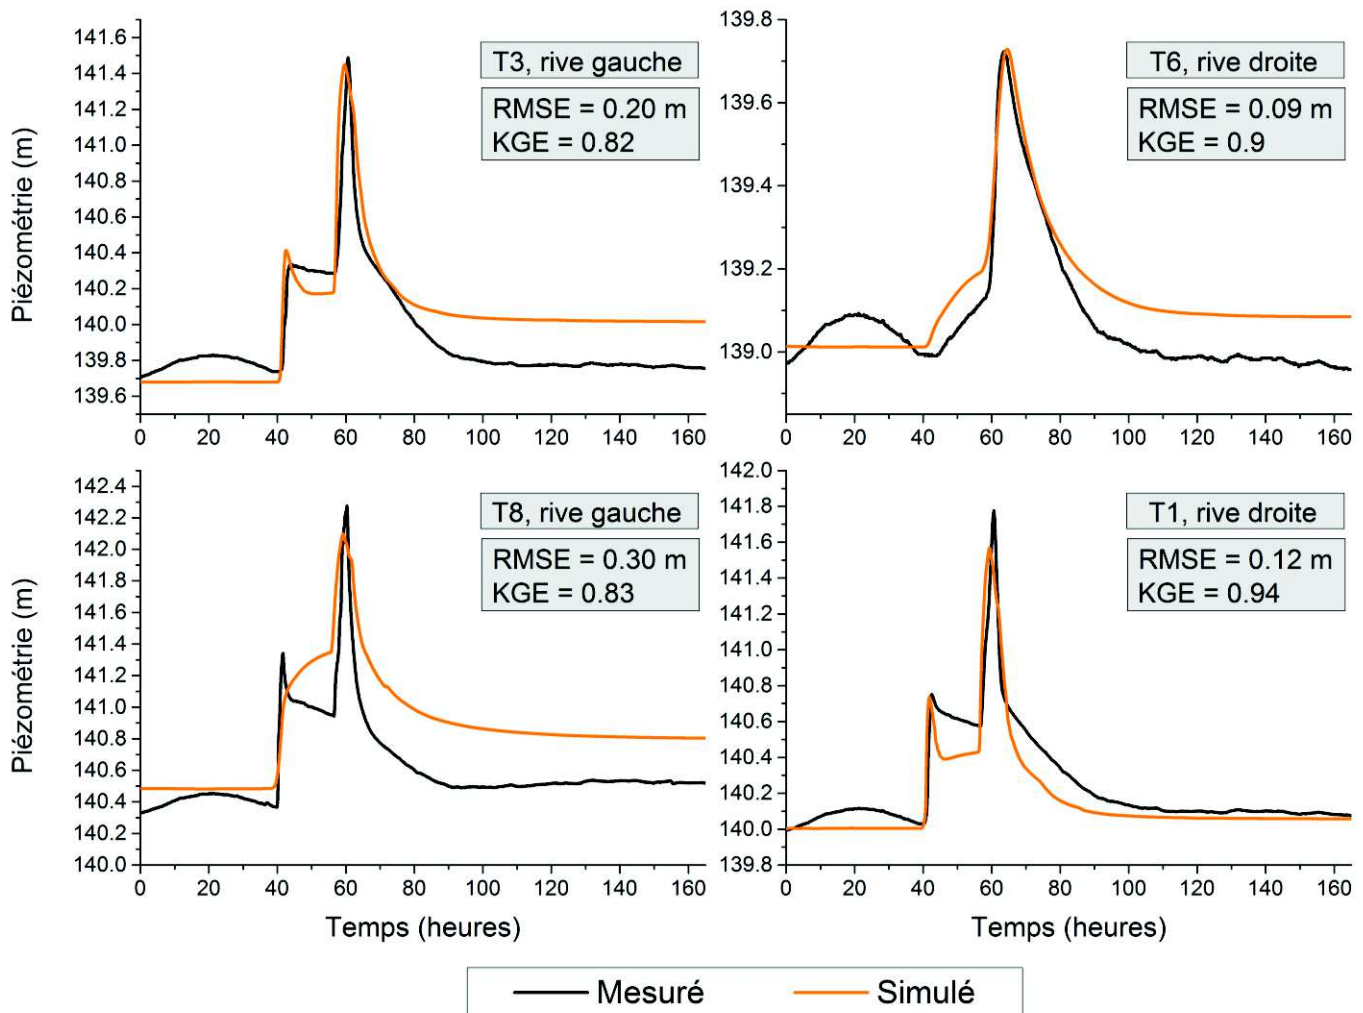 Piézométrie (m)
141.6
141.4
141.2
141.0
140.8
140.6
140.4
140.2
140.0
139.8
139.6
0 20 40 60 80 100 120 140 160
T3, rive gauche
RMSE = 0.20 m
KGE = 0.82
139.8
139.6
139.4
139.2
139.0
0 20 40 60 80 100 120 140 160
T6, rive droite
RMSE = 0.09 m
KGE = 0.9
Piézométrie (m)
142.4
142.2
142.0
141.8
141.6
141.4
141.2
141.0
140.8
140.6
140.4
140.2
140.0
0 20 40 60 80 100 120 140 160
Temps (heures)
T8, rive gauche
RMSE = 0.30 m
KGE = 0.83
142.0
141.8
141.6
141.4
141.2
141.0
140.8
140.6
140.4
140.2
140.0
139.8
0 20 40 60 80 100 120 140 160
Temps (heures)
T1, rive droite
RMSE = 0.12 m
KGE = 0.94
Mesuré Simulé